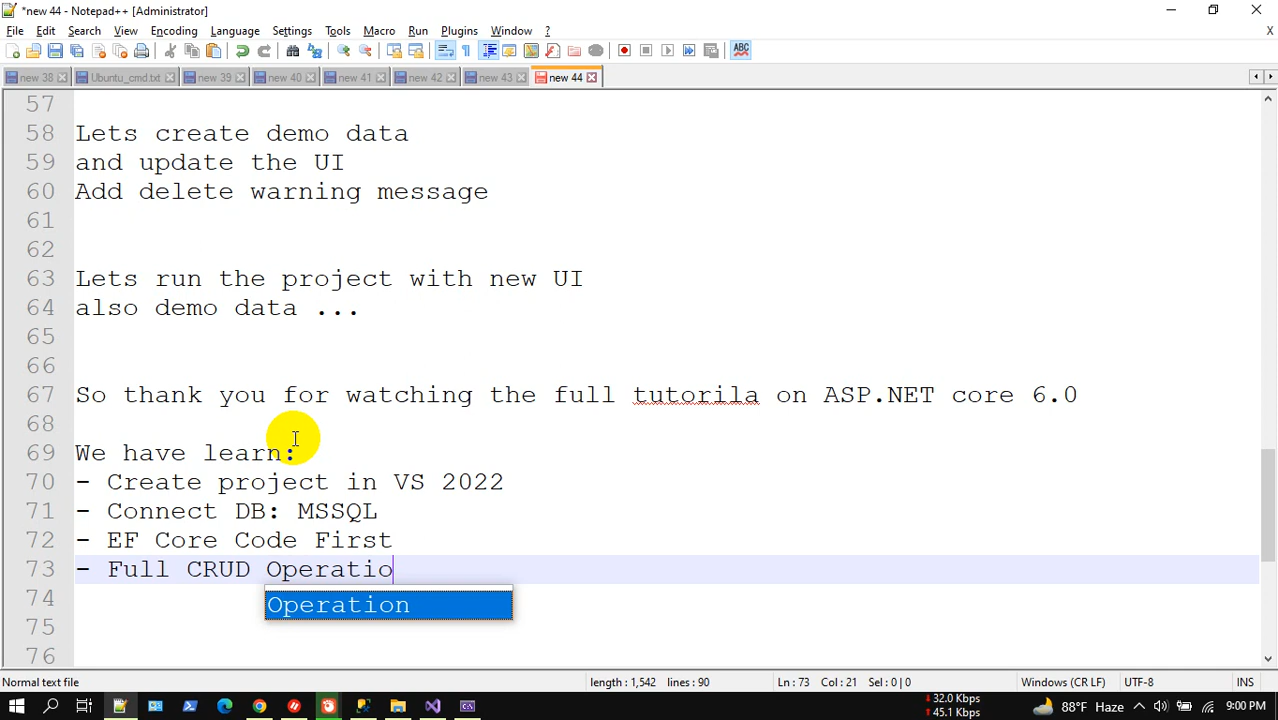 *new 44 - Notepad++ [Administrator]
File Edit Search View Encoding Language Settings Tools Macro Run Plugins Window ? X
ABC
new 38 Ubuntu_cmd.txt new 39 new 40 new 41 new 42 new 43 new 44
57
58 Lets create demo data
59 and update the UI
60 Add delete warning message
61
62
63 Lets run the project with new UI
64 also demo data ...
65
66
67 So thank you for watching the full tutorila on ASP.NET core 6.0
68
69 We have learn:
70 - Create project in VS 2022
71 - Connect DB: MSSQL
72 - EF Core Code First
73 - Full CRUD Operatio
74 Operation
75
76
Normal text file length : 1,542 lines : 90 Ln : 73 Col : 21 Sel : 0 | 0 Windows (CR LF) UTF-8 INS
32.0 Kbps
45.1 Kbps
88°F Haze 9:00 PM